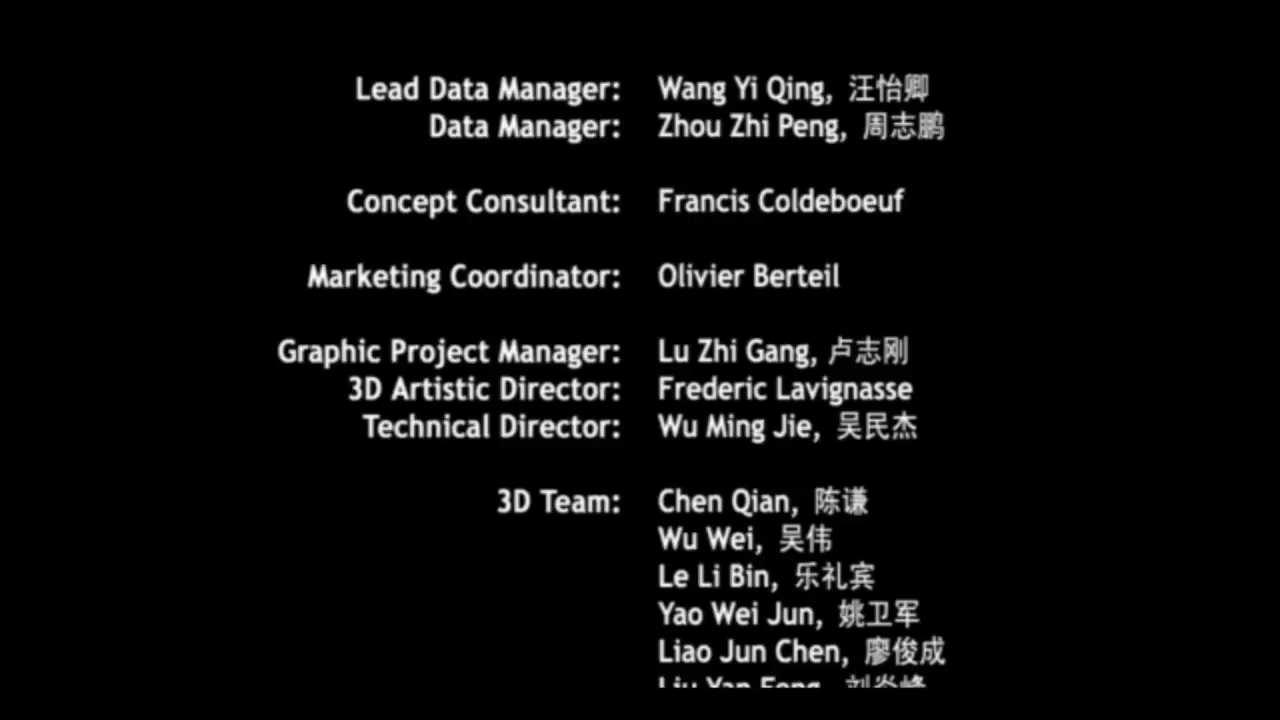 Lead Data Manager: Wang Yi Qing, 汪怡卿
Data Manager: Zhou Zhi Peng, 周志鹏
Concept Consultant: Francis Coldeboeuf
Marketing Coordinator: Olivier Berteil
Graphic Project Manager: Lu Zhi Gang, 卢志刚
3D Artistic Director: Frederic Lavignasse
Technical Director: Wu Ming Jie, 吴民杰
3D Team: Chen Qian, 陈谦
Wu Wei, 吴伟
Le Li Bin, 乐礼宾
Yao Wei Jun, 姚卫军
Liao Jun Chen, 廖俊成
Liu Yan Feng,